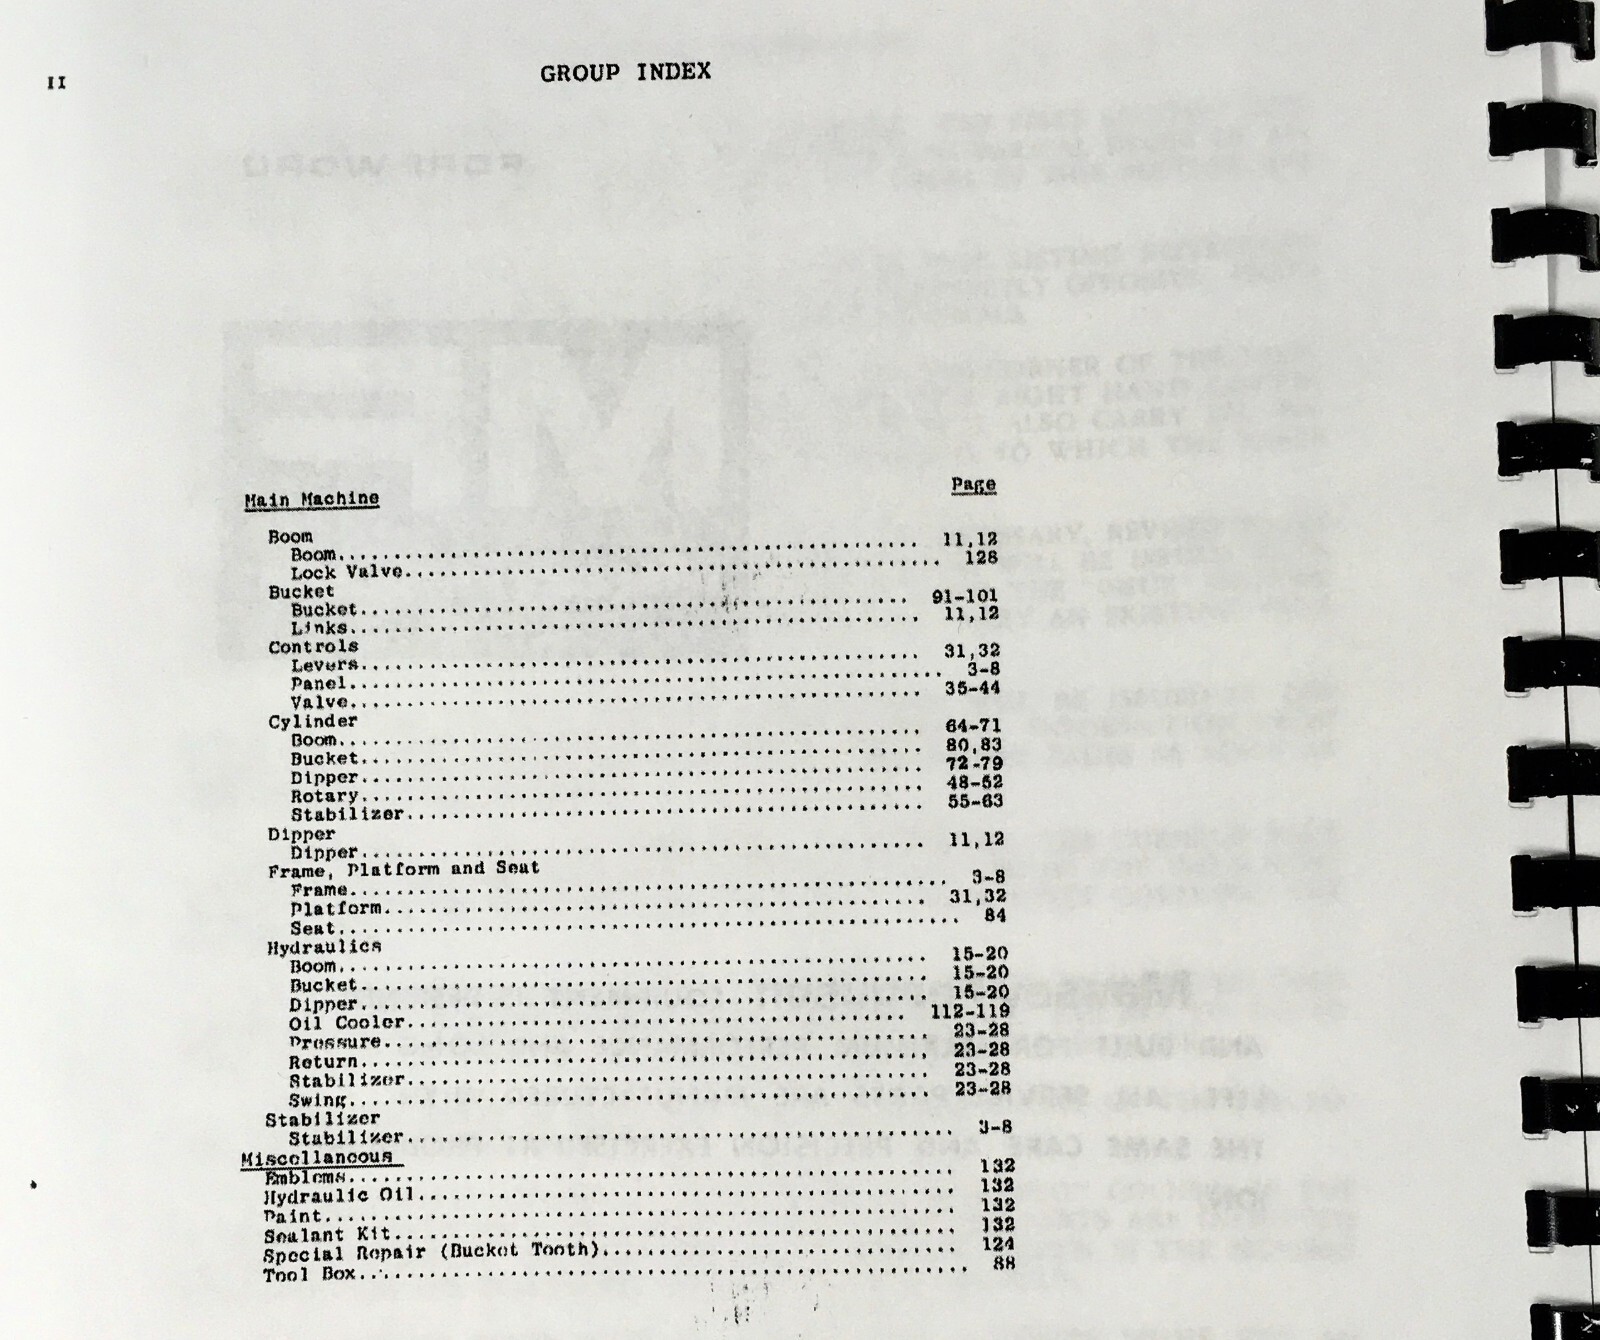 II
GROUP INDEX
Main Machine Page
Boom
Boom 11,12
Lock Valve 128
Bucket
Bucket 91-101
Links 11,12
Controls
Levers 31,32
Panel 3-8
Valve 35-44
Cylinder
Boom 64-71
Bucket 80,83
Dipper 72-79
Rotary 48-52
Stabilizer 55-63
Dipper
Dipper 11,12
Frame, Platform and Seat
Frame 3-8
Platform 31,32
Seat 84
Hydraulics
Boom 15-20
Bucket 15-20
Dipper 15-20
Oil Cooler 112-119
Pressure 23-28
Return 23-28
Stabilizer 23-28
Swing 23-28
Stabilizer
Stabilizer 3-8
Miscellaneous
Emblems 132
Hydraulic Oil 132
Paint 132
Sealant Kit 132
Special Repair (Bucket Tooth) 124
Tool Box 88